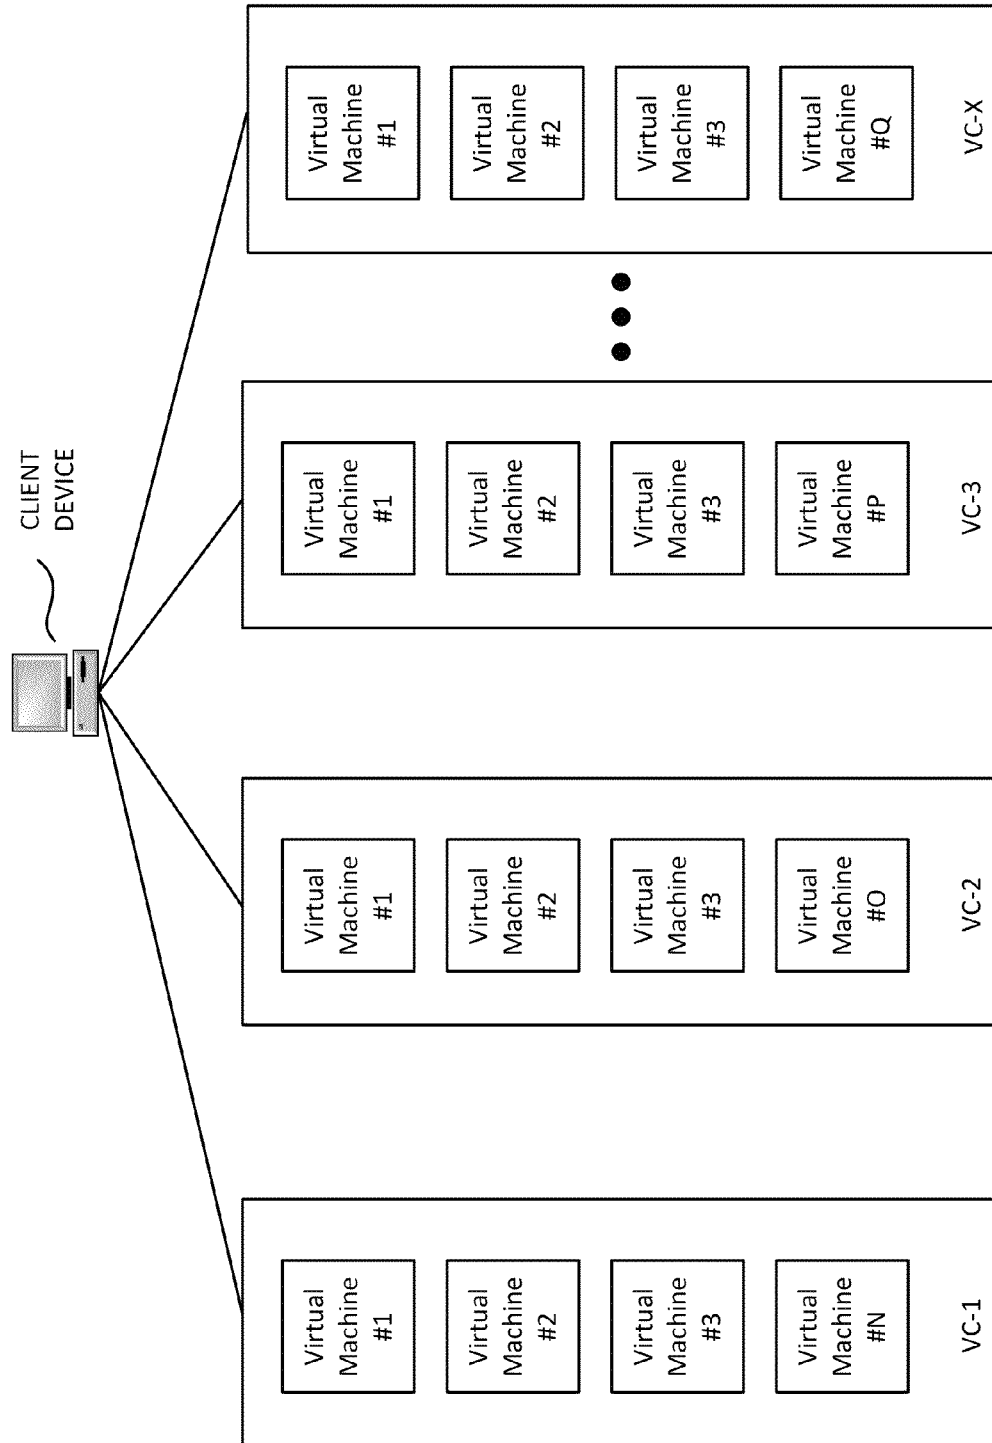 CLIENT
DEVICE
Virtual
Machine
#1
Virtual
Machine
#2
Virtual
Machine
#3
Virtual
Machine
#N
VC-1
Virtual
Machine
#1
Virtual
Machine
#2
Virtual
Machine
#3
Virtual
Machine
#O
VC-2
Virtual
Machine
#1
Virtual
Machine
#2
Virtual
Machine
#3
Virtual
Machine
#P
VC-3
Virtual
Machine
#1
Virtual
Machine
#2
Virtual
Machine
#3
Virtual
Machine
#Q
VC-X